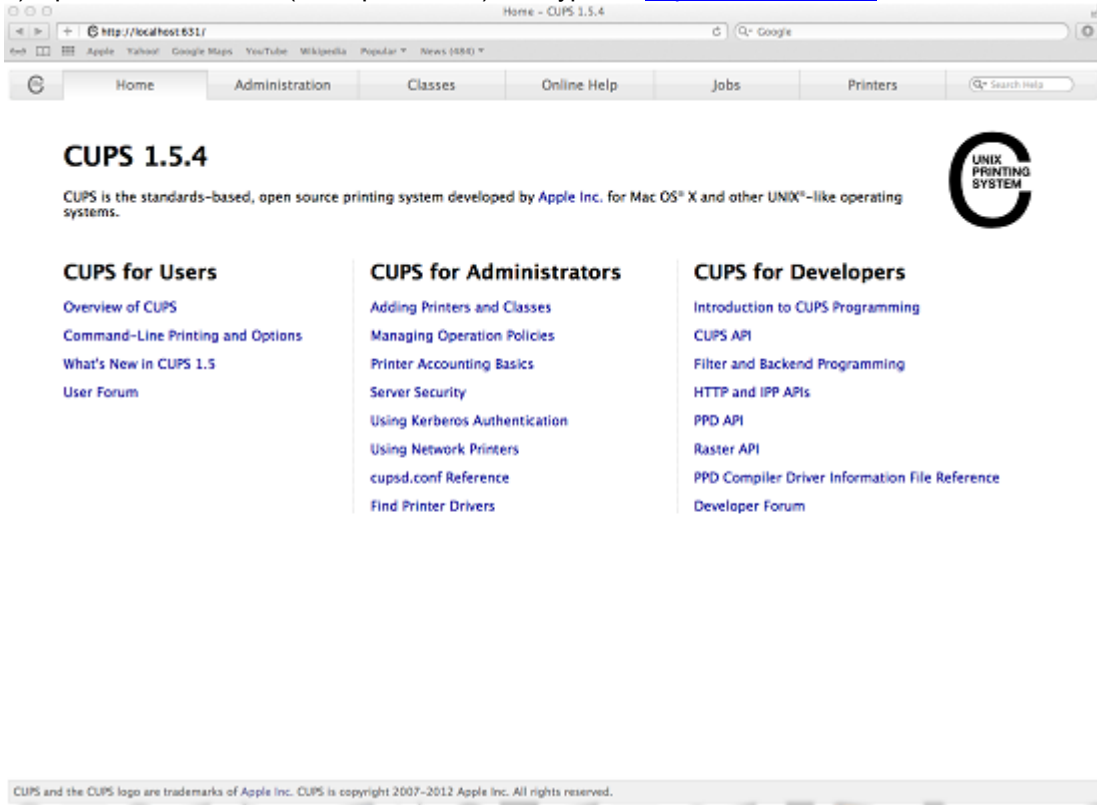 Home - CUPS 1.5.4
http://localhost:631/
Google
Apple Yahoo! Google Maps YouTube Wikipedia Popular News (484)
Home Administration Classes Online Help Jobs Printers Search Help
CUPS 1.5.4
UNIX
PRINTING
SYSTEM
CUPS is the standards-based, open source printing system developed by Apple Inc. for Mac OS® X and other UNIX®-like operating
systems.
CUPS for Users
Overview of CUPS
Command-Line Printing and Options
What's New in CUPS 1.5
User Forum
CUPS for Administrators
Adding Printers and Classes
Managing Operation Policies
Printer Accounting Basics
Server Security
Using Kerberos Authentication
Using Network Printers
cupsd.conf Reference
Find Printer Drivers
CUPS for Developers
Introduction to CUPS Programming
CUPS API
Filter and Backend Programming
HTTP and IPP APIs
PPD API
Raster API
PPD Compiler Driver Information File Reference
Developer Forum
CUPS and the CUPS logo are trademarks of Apple Inc. CUPS is copyright 2007-2012 Apple Inc. All rights reserved.